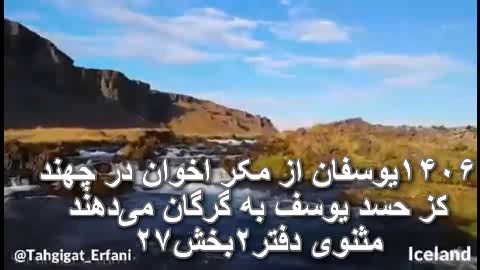 ۱۴۰۶یوسفان از مکر اخوان در چهند
کز حسد یوسف به گرگان می‌دهند
مثنوی دفتر۲بخش۲۷
@Tahgigat_Erfani
Iceland